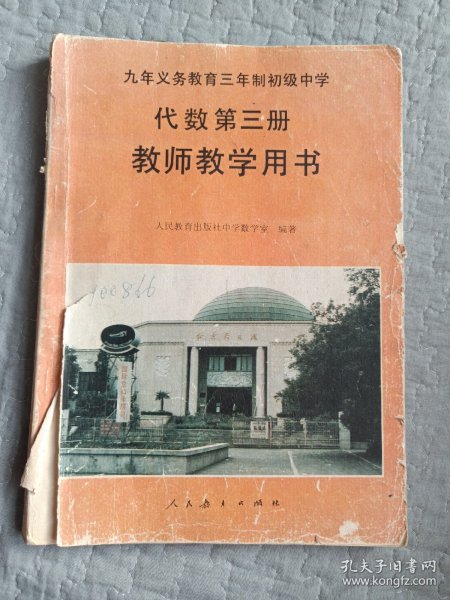 九年义务教育三年制初级中学
代数第三册
教师教学用书
人民教育出版社中学数学室 编著
100866
人民教育出版社
孔夫子旧书网
www.kongfz.com